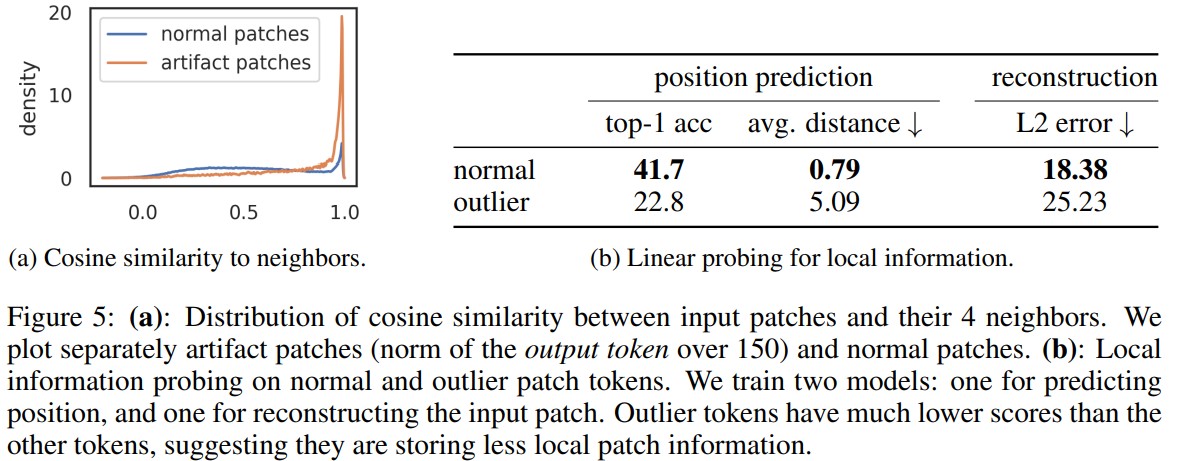 20
10
0
density
normal patches
artifact patches
0.0 0.5 1.0
(a) Cosine similarity to neighbors.
position prediction reconstruction
top-1 acc avg. distance ↓ L2 error ↓
normal 41.7 0.79 18.38
outlier 22.8 5.09 25.23
(b) Linear probing for local information.
Figure 5: (a): Distribution of cosine similarity between input patches and their 4 neighbors. We
plot separately artifact patches (norm of the output token over 150) and normal patches. (b): Local
information probing on normal and outlier patch tokens. We train two models: one for predicting
position, and one for reconstructing the input patch. Outlier tokens have much lower scores than the
other tokens, suggesting they are storing less local patch information.